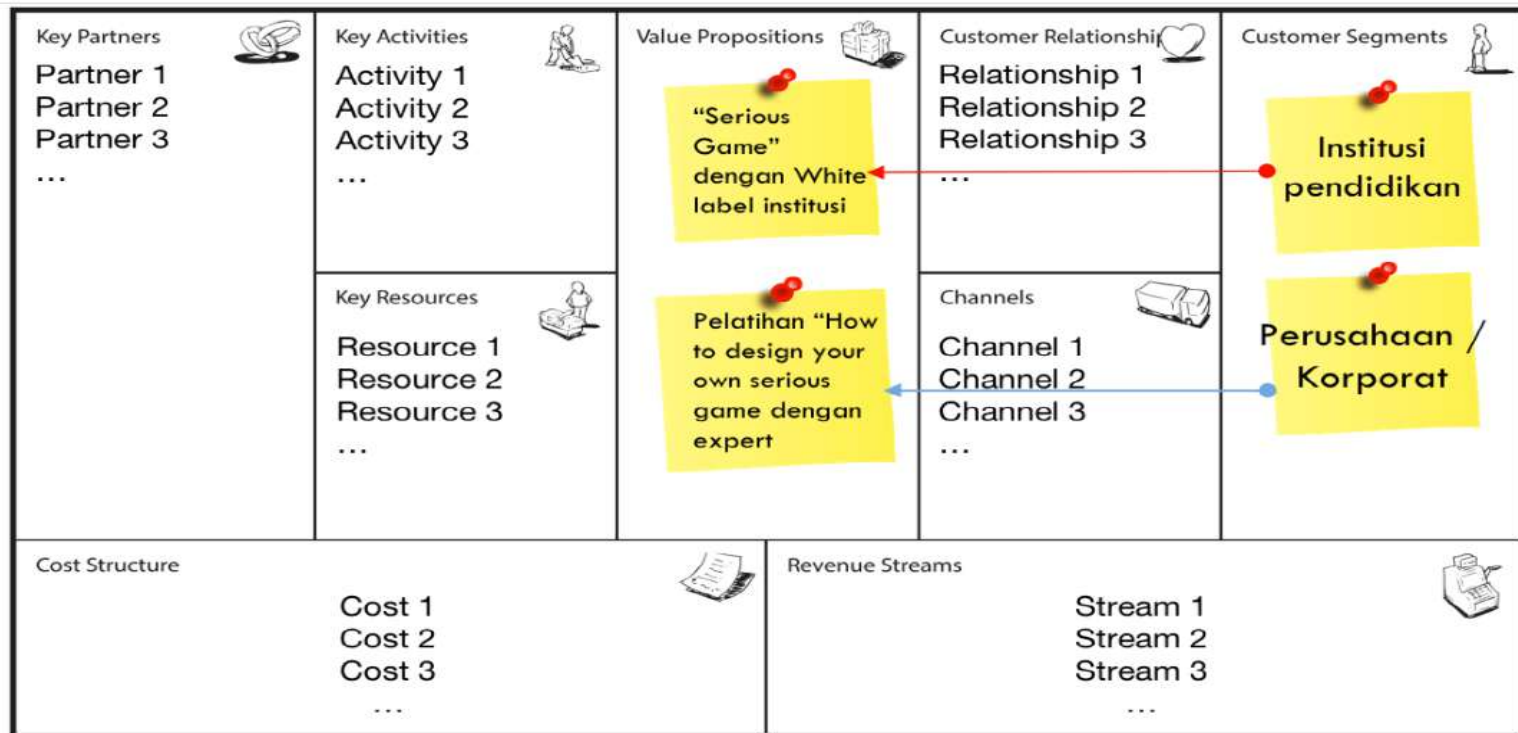 Key Partners
Partner 1
Partner 2
Partner 3
...
Key Activities
Activity 1
Activity 2
Activity 3
...
Key Resources
Resource 1
Resource 2
Resource 3
...
Value Propositions
“Serious
Game”
dengan White
label institusi
Pelatihan “How
to design your
own serious
game dengan
expert
Customer Relationship
Relationship 1
Relationship 2
Relationship 3
...
Channels
Channel 1
Channel 2
Channel 3
...
Customer Segments
Institusi
pendidikan
Perusahaan /
Korporat
Cost Structure
Cost 1
Cost 2
Cost 3
...
Revenue Streams
Stream 1
Stream 2
Stream 3
...